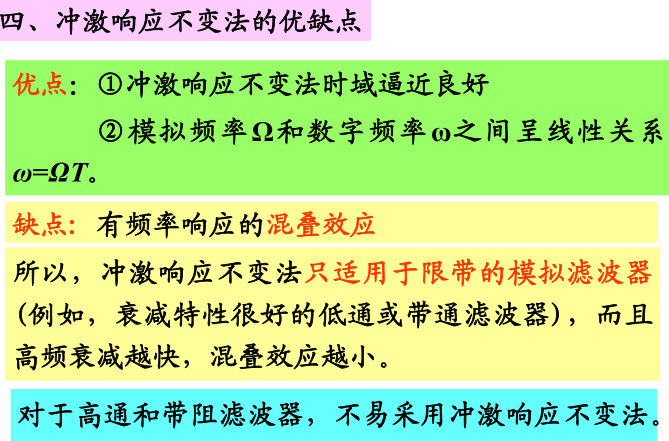 四、冲激响应不变法的优缺点
优点：①冲激响应不变法时域逼近良好
②模拟频率Ω和数字频率ω之间呈线性关系
ω=ΩT。
缺点：有频率响应的混叠效应
所以，冲激响应不变法只适用于限带的模拟滤波器
(例如，衰减特性很好的低通或带通滤波器)，而且
高频衰减越快，混叠效应越小。
对于高通和带阻滤波器，不易采用冲激响应不变法。